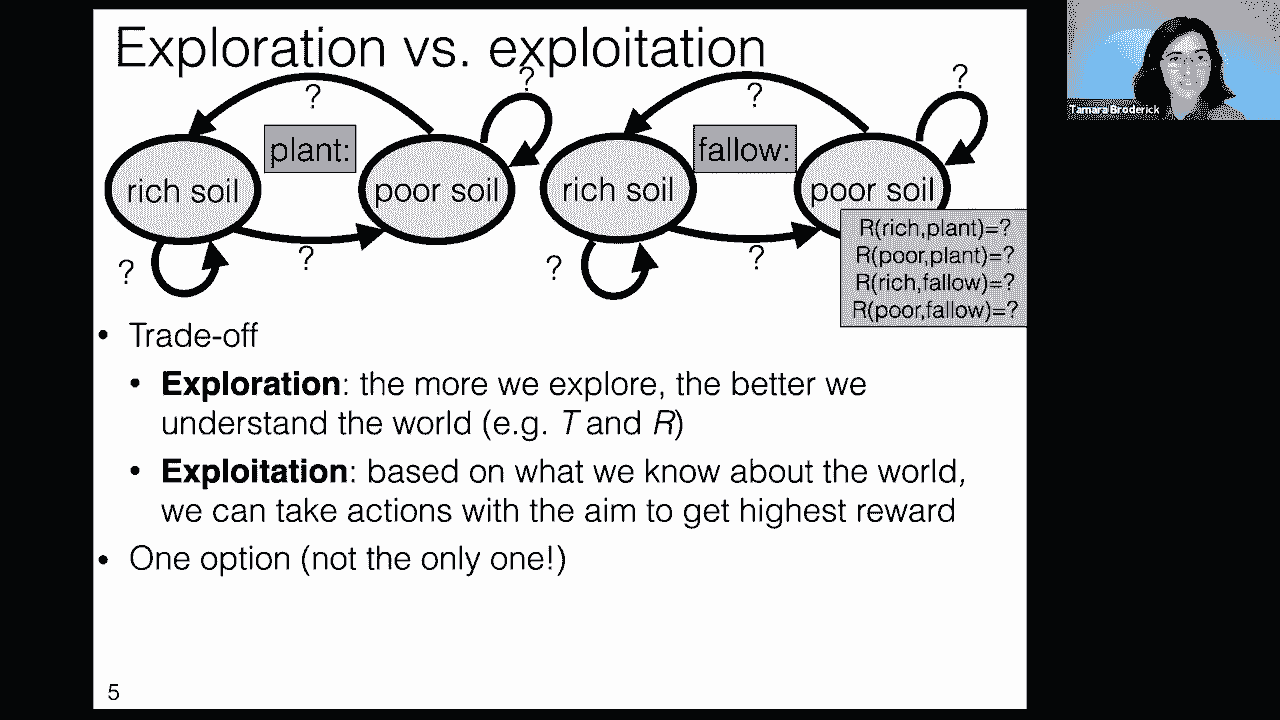 Exploration vs. exploitation
?
?
?
?
plant:
fallow:
rich soil
poor soil
rich soil
poor soil
?
?
?
?
R(rich,plant)=?
R(poor,plant)=?
R(rich,fallow)=?
R(poor,fallow)=?
• Trade-off
• Exploration: the more we explore, the better we
understand the world (e.g. T and R)
• Exploitation: based on what we know about the world,
we can take actions with the aim to get highest reward
• One option (not the only one!)
5
Tamara Broderick